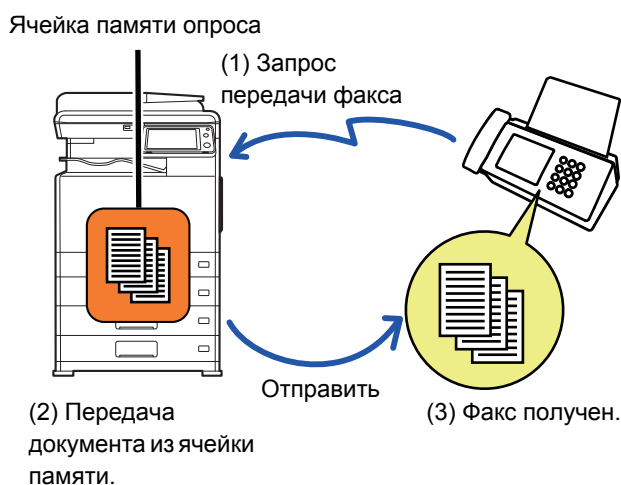 Ячейка памяти опроса
(1) Запрос
передачи факса
Отправить
(2) Передача
документа из ячейки
памяти.
(3) Факс получен.